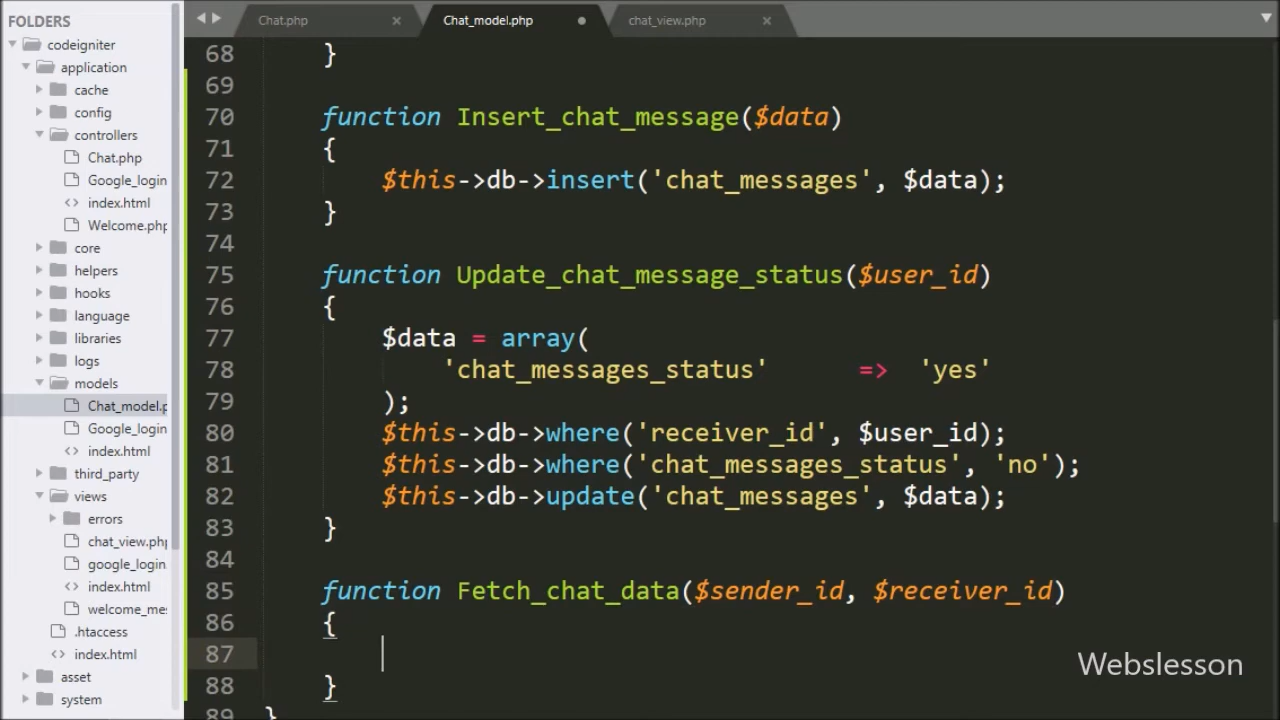 FOLDERS
codeigniter
application
cache
config
controllers
Chat.php
Google_login
index.html
Welcome.php
core
helpers
hooks
language
libraries
logs
models
Chat_model.p
Google_login
index.html
third_party
views
errors
chat_view.php
google_login.
index.html
welcome_mes
.htaccess
index.html
asset
system
Chat.php × Chat_model.php chat_view.php ×
68 }
69
70 function Insert_chat_message($data)
71 {
72 $this->db->insert('chat_messages', $data);
73 }
74
75 function Update_chat_message_status($user_id)
76 {
77 $data = array(
78 'chat_messages_status' => 'yes'
79 );
80 $this->db->where('receiver_id', $user_id);
81 $this->db->where('chat_messages_status', 'no');
82 $this->db->update('chat_messages', $data);
83 }
84
85 function Fetch_chat_data($sender_id, $receiver_id)
86 {
87
88 }
89 }
Webslesson